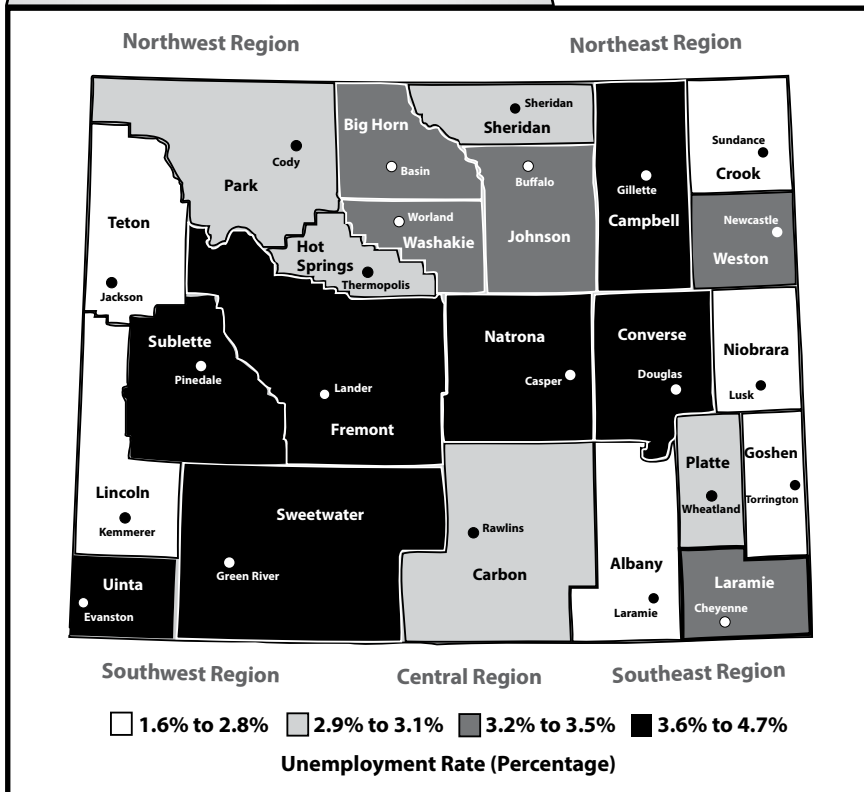 Northwest Region
Northeast Region
Sheridan
Sheridan
Big Horn
Basin
Cody
Park
Buffalo
Gillette
Campbell
Sundance
Crook
Newcastle
Weston
Teton
Jackson
Worland
Washakie
Johnson
Hot
Springs
Thermopolis
Sublette
Pinedale
Lander
Fremont
Natrona
Casper
Converse
Douglas
Niobrara
Lusk
Platte
Wheatland
Goshen
Torrington
Lincoln
Kemmerer
Sweetwater
Green River
Rawlins
Carbon
Albany
Laramie
Laramie
Cheyenne
Uinta
Evanston
Southwest Region
Central Region
Southeast Region
1.6% to 2.8% 2.9% to 3.1% 3.2% to 3.5% 3.6% to 4.7%
Unemployment Rate (Percentage)